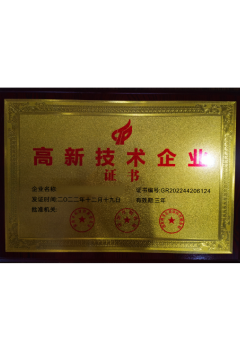 高新技术企业
证书
企业名称:
证书编号:GR202244206124
发证时间:二〇二二年十二月十九日
有效期:三年
批准机关: